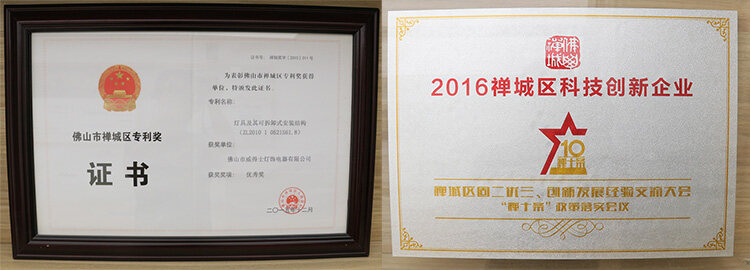 佛山市禅城区专利奖
证书
为表彰佛山市禅城区专利奖获得
单位，特颁发此证书。
专利名称：
灯具及其可拆卸式安装结构
获奖单位：
佛山市威得士灯饰电器有限公司
获奖奖项：优秀奖
2016禅城区科技创新企业
10
禅十条
禅城区园二次三、创新发展经验交流大会
“禅十条”政策落实会议